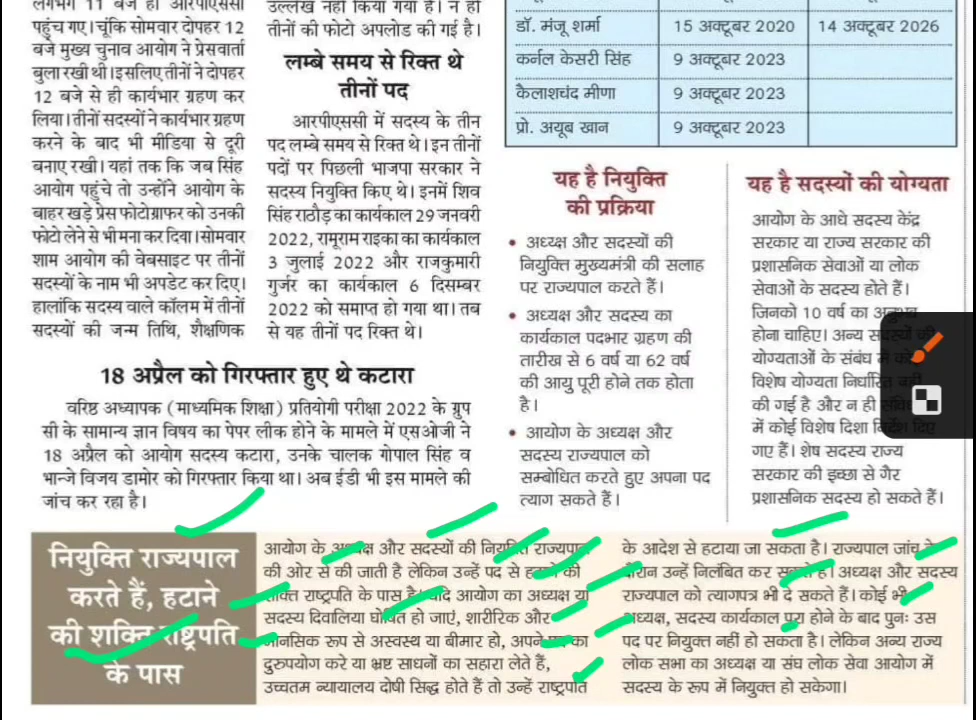 लगभग 11 बजे ही आरपीएससी
पहुंच गए। चूंकि सोमवार दोपहर 12
बजे मुख्य चुनाव आयोग ने प्रेसवार्ता
बुला रखी थी। इसलिए तीनों ने दोपहर
12 बजे से ही कार्यभार ग्रहण कर
लिया। तीनों सदस्यों ने कार्यभार ग्रहण
करने के बाद भी मीडिया से दूरी
बनाए रखी। यहां तक कि जब सिंह
आयोग पहुंचे तो उन्होंने आयोग के
बाहर खड़े प्रेस फोटोग्राफर को उनकी
फोटो लेने से भी मना कर दिया। सोमवार
शाम आयोग की वेबसाइट पर तीनों
सदस्यों के नाम भी अपडेट कर दिए।
हालांकि सदस्य वाले कॉलम में तीनों
सदस्यों की जन्म तिथि, शैक्षणिक
उल्लेख नहीं किया गया है। न ही
तीनों की फोटो अपलोड की गई है।
लम्बे समय से रिक्त थे
तीनों पद
आरपीएससी में सदस्य के तीन
पद लम्बे समय से रिक्त थे। इन तीनों
पदों पर पिछली भाजपा सरकार ने
सदस्य नियुक्ति किए थे। इनमें शिव
सिंह राठौड़ का कार्यकाल 29 जनवरी
2022, रामूराम राइका का कार्यकाल
3 जुलाई 2022 और राजकुमारी
गुर्जर का कार्यकाल 6 दिसम्बर
2022 को समाप्त हो गया था। तब
से यह तीनों पद रिक्त थे।
डॉ. मंजू शर्मा 15 अक्टूबर 2020 14 अक्टूबर 2026
कर्नल केसरी सिंह 9 अक्टूबर 2023
कैलाशचंद मीणा 9 अक्टूबर 2023
प्रो. अयूब खान 9 अक्टूबर 2023
18 अप्रैल को गिरफ्तार हुए थे कटारा
वरिष्ठ अध्यापक (माध्यमिक शिक्षा) प्रतियोगी परीक्षा 2022 के ग्रुप
सी के सामान्य ज्ञान विषय का पेपर लीक होने के मामले में एसओजी ने
18 अप्रैल को आयोग सदस्य कटारा, उनके चालक गोपाल सिंह व
भान्जे विजय डामोर को गिरफ्तार किया था। अब ईडी भी इस मामले की
जांच कर रहा है।
यह है नियुक्ति
की प्रक्रिया
• अध्यक्ष और सदस्यों की
नियुक्ति मुख्यमंत्री की सलाह
पर राज्यपाल करते हैं।
• अध्यक्ष और सदस्य का
कार्यकाल पदभार ग्रहण की
तारीख से 6 वर्ष या 62 वर्ष
की आयु पूरी होने तक होता
है।
• आयोग के अध्यक्ष और
सदस्य राज्यपाल को
सम्बोधित करते हुए अपना पद
त्याग सकते हैं।
यह है सदस्यों की योग्यता
आयोग के आधे सदस्य केंद्र
सरकार या राज्य सरकार की
प्रशासनिक सेवाओं या लोक
सेवाओं के सदस्य होते हैं।
जिनको 10 वर्ष का अनुभव
होना चाहिए। अन्य सदस्यों की
योग्यताओं के संबंध में कोई
विशेष योग्यता निर्धारित नहीं
की गई है और न ही संविधान
में कोई विशेष दिशा निर्देश दिए
गए हैं। शेष सदस्य राज्य
सरकार की इच्छा से गैर
प्रशासनिक सदस्य हो सकते हैं।
नियुक्ति राज्यपाल
करते हैं, हटाने
की शक्ति राष्ट्रपति
के पास
आयोग के अध्यक्ष और सदस्यों की नियुक्ति राज्यपाल
की ओर से की जाती है लेकिन उन्हें पद से हटाने की
शक्ति राष्ट्रपति के पास है। यदि आयोग का अध्यक्ष या
सदस्य दिवालिया घोषित हो जाएं, शारीरिक और
मानसिक रूप से अस्वस्थ या बीमार हो, अपने पद का
दुरुपयोग करे या भ्रष्ट साधनों का सहारा लेते हैं,
उच्चतम न्यायालय दोषी सिद्ध होते हैं तो उन्हें राष्ट्रपति
के आदेश से हटाया जा सकता है। राज्यपाल जांच के
दौरान उन्हें निलंबित कर सकते हैं। अध्यक्ष और सदस्य
राज्यपाल को त्यागपत्र भी दे सकते हैं। कोई भी
अध्यक्ष, सदस्य कार्यकाल पूरा होने के बाद पुनः उस
पद पर नियुक्त नहीं हो सकता है। लेकिन अन्य राज्य
लोक सभा का अध्यक्ष या संघ लोक सेवा आयोग में
सदस्य के रूप में नियुक्त हो सकेगा।